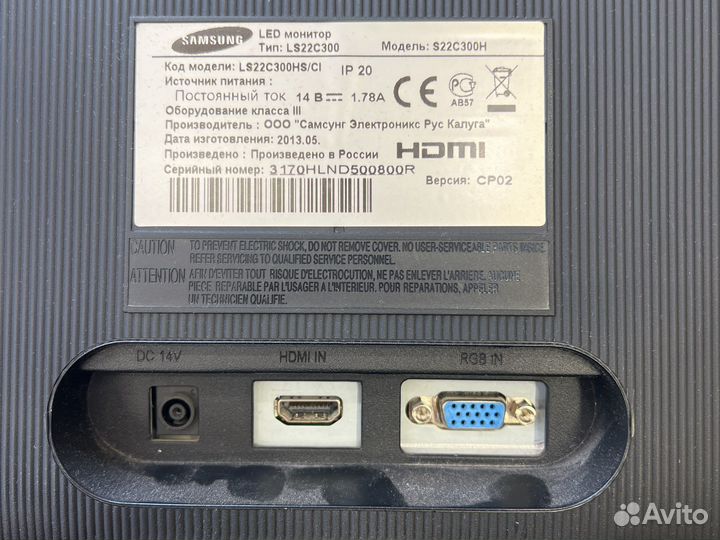 SAMSUNG
LED монитор
Тип: LS22C300 Модель: S22C300H
Код модели: LS22C300HS/CI IP 20
Источник питания :
Постоянный ток 14 В 1.78A
CE
АВ57
Оборудование класса III
Производитель : ООО "Самсунг Электроникс Рус Калуга"
Дата изготовления: 2013.05.
Произведено : Произведено в России
HDMI
Серийный номер: 3170HLND500800R
Версия: CP02
CAUTION TO PREVENT ELECTRIC SHOCK, DO NOT REMOVE COVER. NO USER-SERVICEABLE PARTS INSIDE
REFER SERVICING TO QUALIFIED SERVICE PERSONNEL.
ATTENTION AFIN D'EVITER TOUT RISQUE D'ELECTROCUTION, NE PAS ENLEVER L'ARRIERE. AUCUNE
PIECE REPARABLE PAR L'USAGER A L'INTERIEUR. POUR REPARATIONS, APPELER
UN TECHNICIEN QUALIFIE.
DC 14V HDMI IN RGB IN
Avito